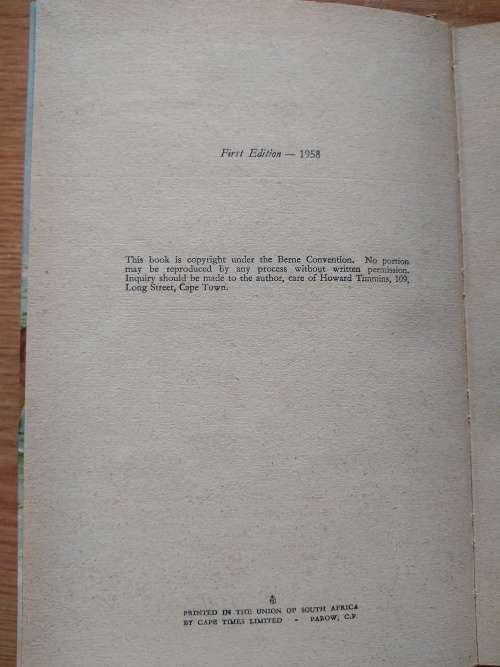 First Edition — 1958
This book is copyright under the Berne Convention. No portion
may be reproduced by any process without written permission.
Inquiry should be made to the author, care of Howard Timmins, 109,
Long Street, Cape Town.
PRINTED IN THE UNION OF SOUTH AFRICA
BY CAPE TIMES LIMITED - PAROW, C.P.